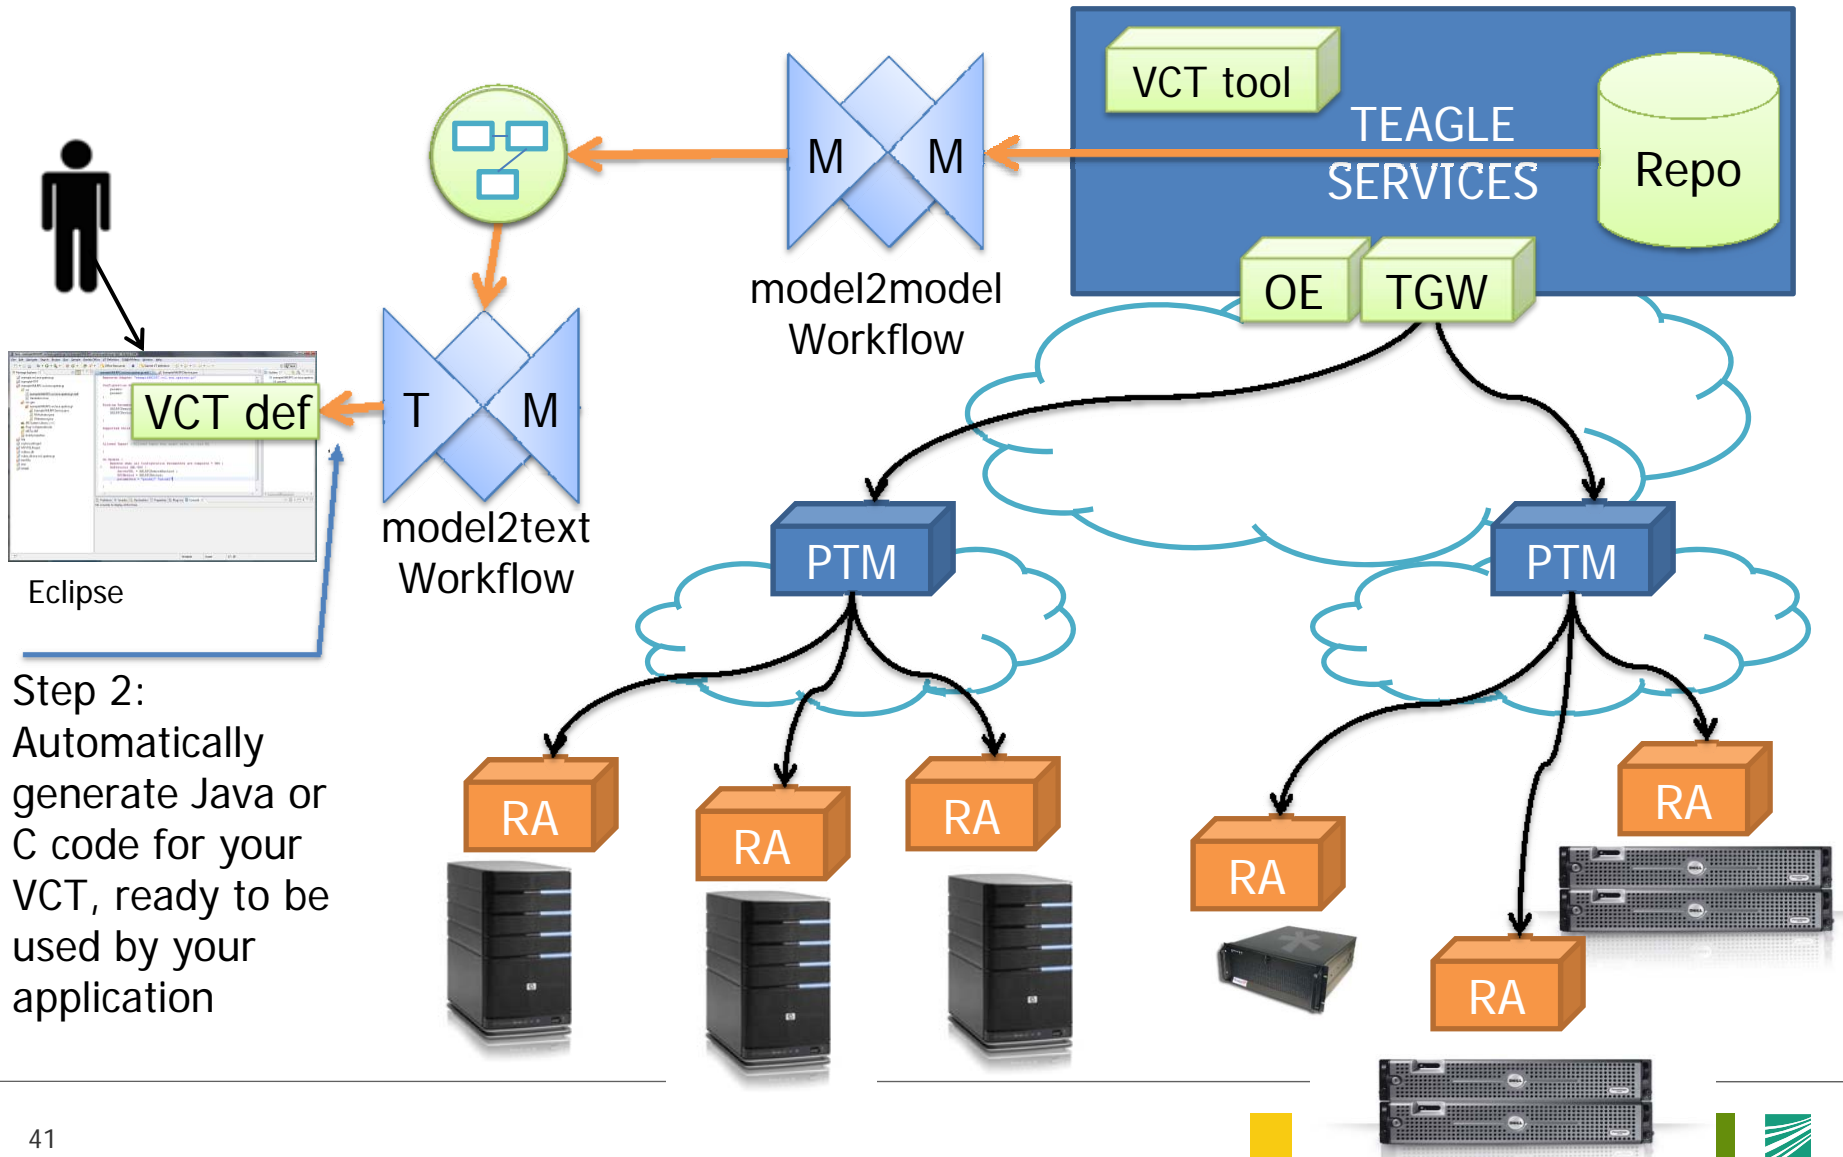 VCT tool
TEAGLE
SERVICES
Repo
M M
OE
TGW
model2model
Workflow
VCT def
T M
model2text
Workflow
Eclipse
PTM
PTM
Step 2:
Automatically
generate Java or
C code for your
VCT, ready to be
used by your
application
RA
RA
RA
RA
RA
RA
41